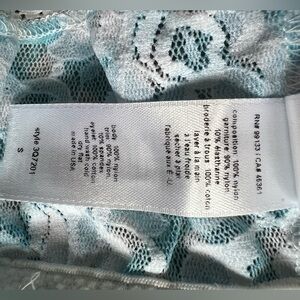 RN# 99133 / CA# 46361
composition 100% nylon
garniture 90% nylon,
10% élasthanne
broderie à trous 100% coton
laver à la main
à l'eau froide
sécher à plat
fabriqué aux É.-U.
body 100% nylon
trim 90% nylon,
10% spandex
eyelet 100% cotton
hand wash cold
dry flat
made in USA
style 307201
S